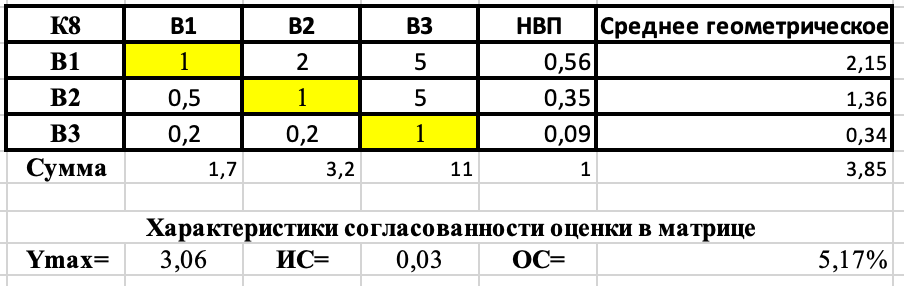 К8 В1 В2 В3 НВП Среднее геометрическое
В1 1 2 5 0,56 2,15
В2 0,5 1 5 0,35 1,36
В3 0,2 0,2 1 0,09 0,34
Сумма 1,7 3,2 11 1 3,85
Характеристики согласованности оценки в матрице
Ymax= 3,06 ИС= 0,03 ОС= 5,17%